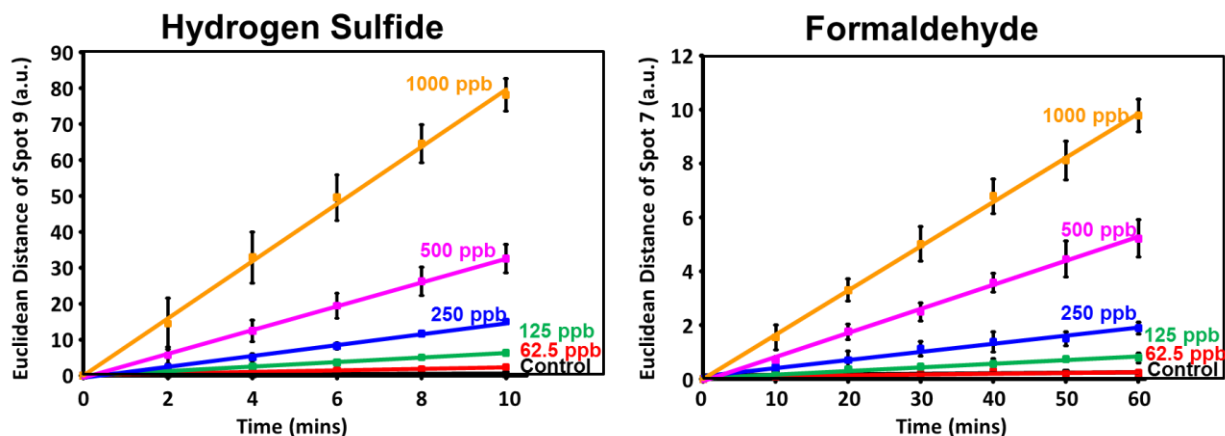 Hydrogen Sulfide
Euclidean Distance of Spot 9 (a.u.)
90
80
70
60
50
40
30
20
10
0
1000 ppb
500 ppb
250 ppb
125 ppb
62.5 ppb
Control
0 2 4 6 8 10
Time (mins)
Formaldehyde
Euclidean Distance of Spot 7 (a.u.)
12
10
8
6
4
2
0
1000 ppb
500 ppb
250 ppb
125 ppb
62.5 ppb
Control
0 10 20 30 40 50 60
Time (mins)